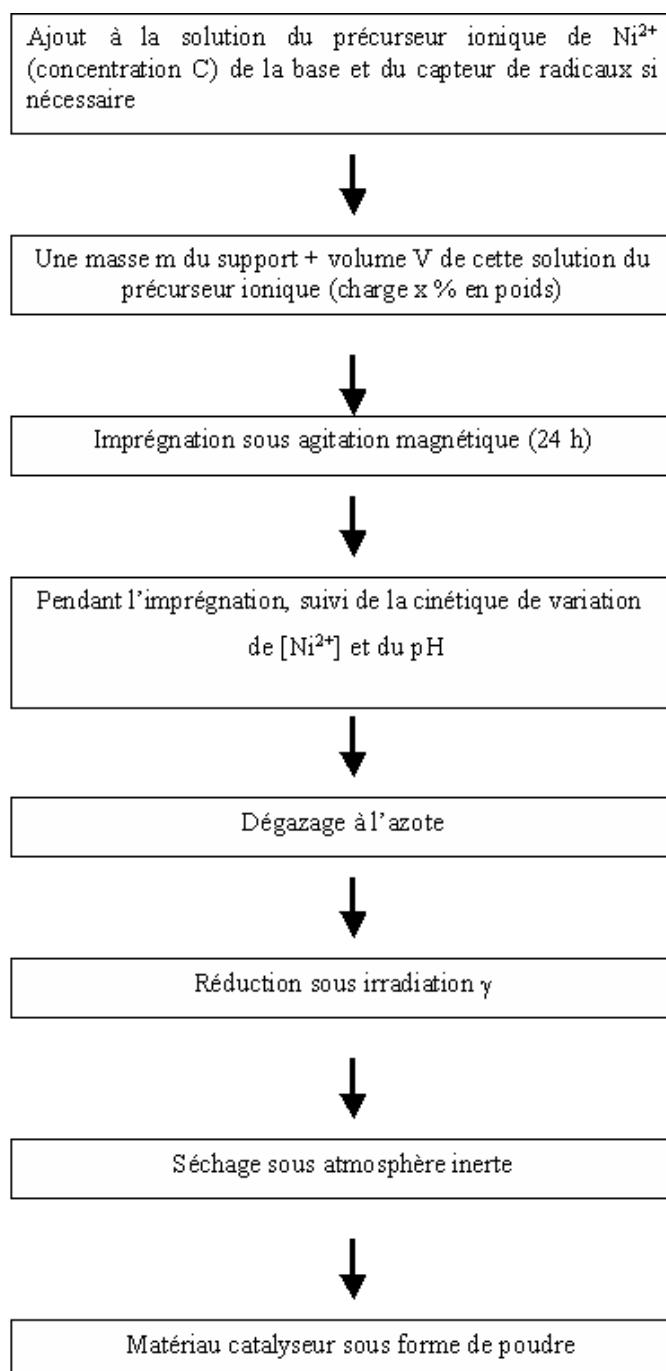 Ajout à la solution du précurseur ionique de Ni²⁺
(concentration C) de la base et du capteur de radicaux si
nécessaire
Une masse m du support + volume V de cette solution du
précurseur ionique (charge x % en poids)
Imprégnation sous agitation magnétique (24 h)
Pendant l’imprégnation, suivi de la cinétique de variation
de [Ni²⁺] et du pH
Dégazage à l’azote
Réduction sous irradiation γ
Séchage sous atmosphère inerte
Matériau catalyseur sous forme de poudre